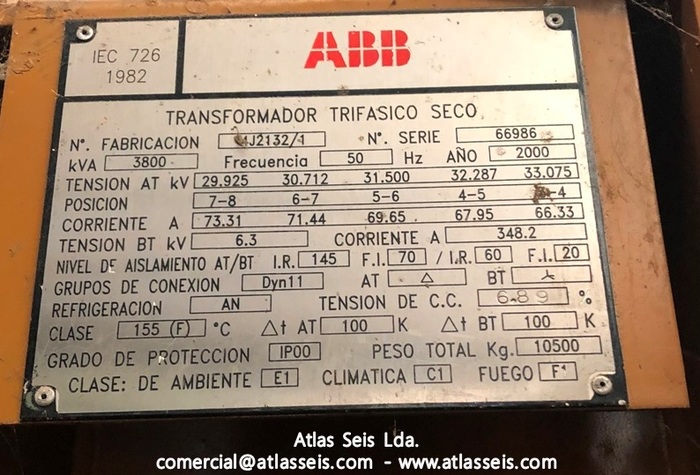 IEC 726
1982
ABB
TRANSFORMADOR TRIFASICO SECO
N°. FABRICACION J2132/1 N°. SERIE 66986
kVA 3800 Frecuencia 50 Hz AÑO 2000
TENSION AT kV 29.925 30.712 31.500 32.287 33.075
POSICION 7-8 6-7 5-6 4-5 -4
CORRIENTE A 73.31 71.44 69.65 67.95 66.33
TENSION BT kV 6.3 CORRIENTE A 348.2
NIVEL DE AISLAMIENTO AT/BT I.R. 145 F.I. 70 / I.R. 60 F.I. 20
GRUPOS DE CONEXION Dyn11 AT △ BT ⅄
REFRIGERACION AN TENSION DE C.C. 6.89 %
CLASE 155 (F) °C △t AT 100 K △t BT 100 K
GRADO DE PROTECCION IP00 PESO TOTAL Kg. 10500
CLASE: DE AMBIENTE E1 CLIMATICA C1 FUEGO F1
Atlas Seis Lda.
comercial@atlasseis.com - www.atlasseis.com